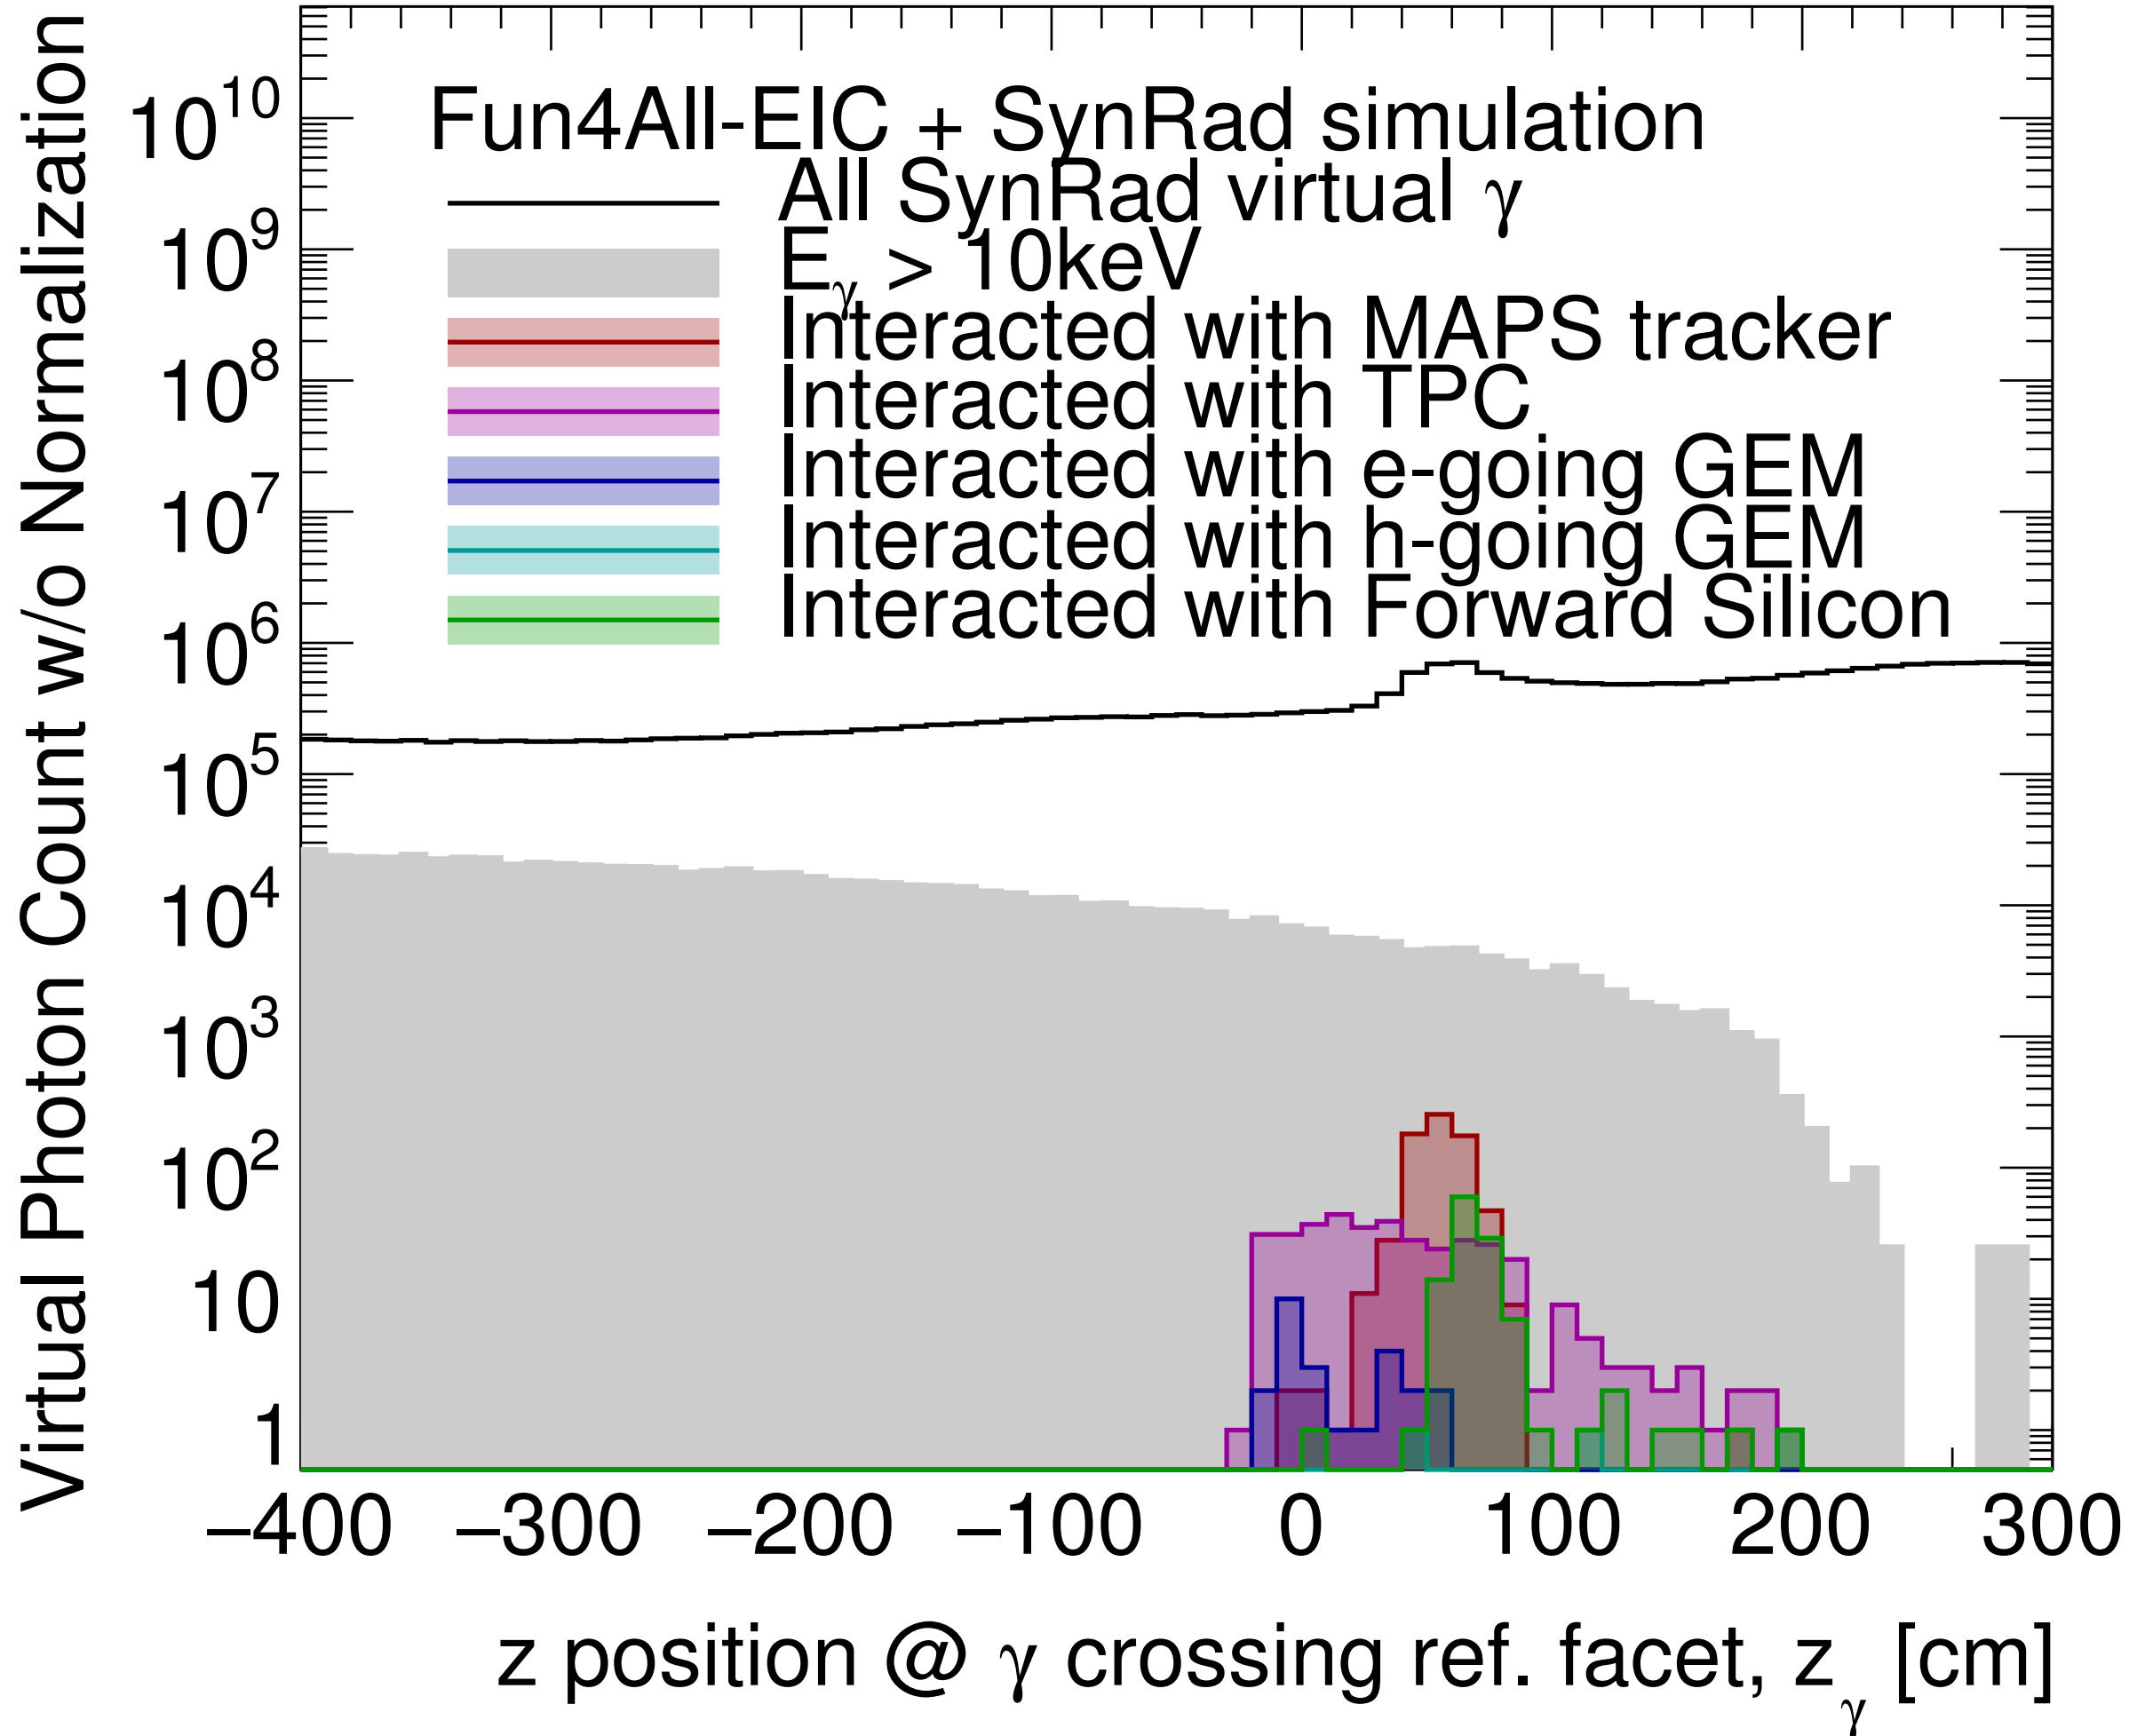 Virtual Photon Count w/o Normalization
10^10
10^9
10^8
10^7
10^6
10^5
10^4
10^3
10^2
10
1
Fun4All-EIC + SynRad simulation
All SynRad virtual γ
E_γ > 10keV
Interacted with MAPS tracker
Interacted with TPC
Interacted with e-going GEM
Interacted with h-going GEM
Interacted with Forward Silicon
−400 −300 −200 −100 0 100 200 300
z position @ γ crossing ref. facet, z_γ [cm]